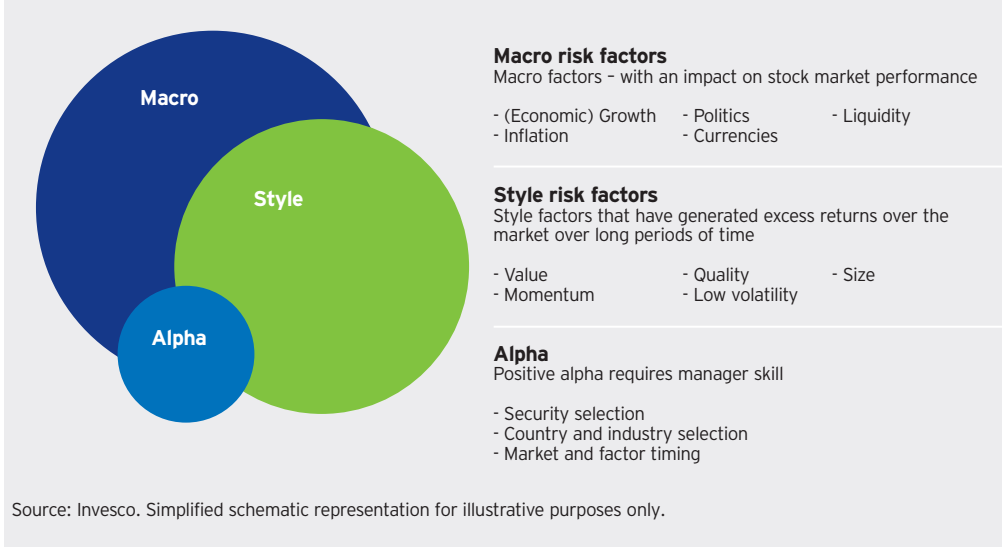 Macro
Style
Alpha
Macro risk factors
Macro factors – with an impact on stock market performance
- (Economic) Growth - Politics - Liquidity
- Inflation - Currencies
Style risk factors
Style factors that have generated excess returns over the
market over long periods of time
- Value - Quality - Size
- Momentum - Low volatility
Alpha
Positive alpha requires manager skill
- Security selection
- Country and industry selection
- Market and factor timing
Source: Invesco. Simplified schematic representation for illustrative purposes only.